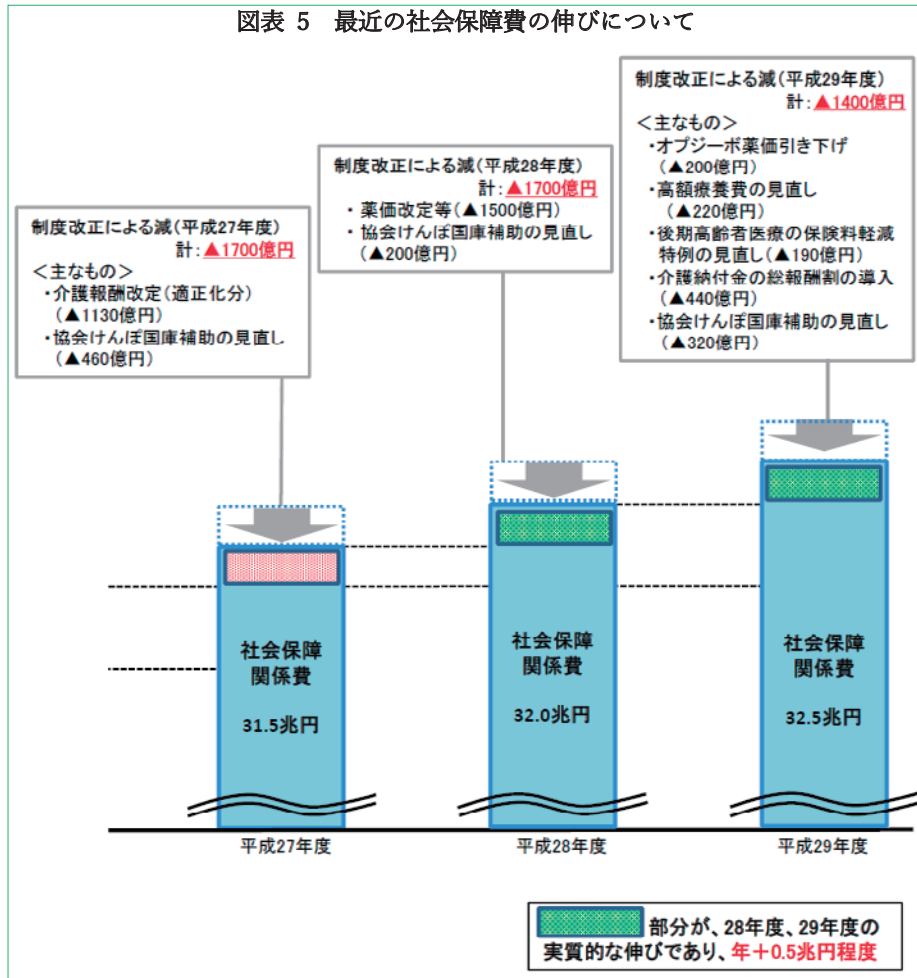 図表 5 最近の社会保障費の伸びについて
制度改正による減(平成27年度)
計:▲1700億円
<主なもの>
・介護報酬改定(適正化分)
(▲1130億円)
・協会けんぽ国庫補助の見直し
(▲460億円)
制度改正による減(平成28年度)
計:▲1700億円
・ 薬価改定等(▲1500億円)
・ 協会けんぽ国庫補助の見直し
(▲200億円)
制度改正による減(平成29年度)
計:▲1400億円
<主なもの>
・オプジーボ薬価引き下げ
(▲200億円)
・高額療養費の見直し
(▲220億円)
・後期高齢者医療の保険料軽減
特例の見直し(▲190億円)
・介護納付金の総報酬割の導入
(▲440億円)
・協会けんぽ国庫補助の見直し
(▲320億円)
社会保障
関係費
31.5兆円
社会保障
関係費
32.0兆円
社会保障
関係費
32.5兆円
平成27年度
平成28年度
平成29年度
部分が、28年度、29年度の
実質的な伸びであり、年+0.5兆円程度